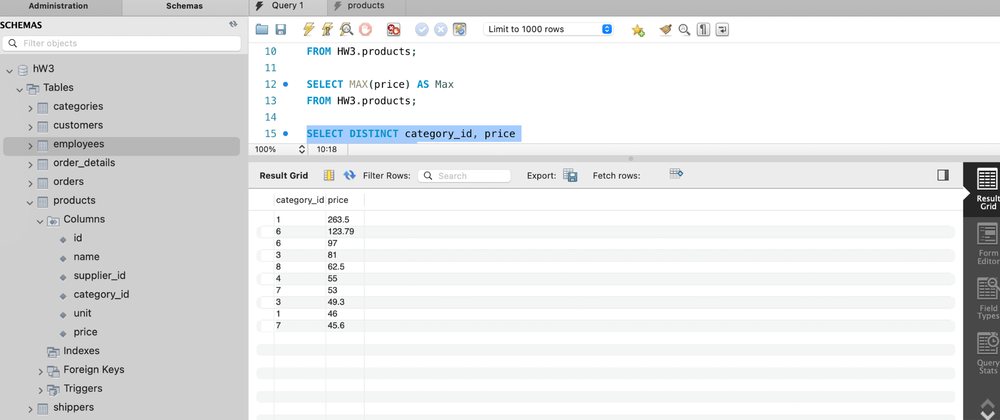 Administration
Schemas
SCHEMAS
Filter objects
hW3
Tables
categories
customers
employees
order_details
orders
products
Columns
id
name
supplier_id
category_id
unit
price
Indexes
Foreign Keys
Triggers
shippers
Query 1
products
Limit to 1000 rows
10 FROM HW3.products;
11
12 SELECT MAX(price) AS Max
13 FROM HW3.products;
14
15 SELECT DISTINCT category_id, price
100% 10:18
Result Grid Filter Rows: Search Export: Fetch rows:
category_id price
1 263.5
6 123.79
6 97
3 81
8 62.5
4 55
7 53
3 49.3
1 46
7 45.6
Result
Grid
Form
Editor
Field
Types
Query
Stats